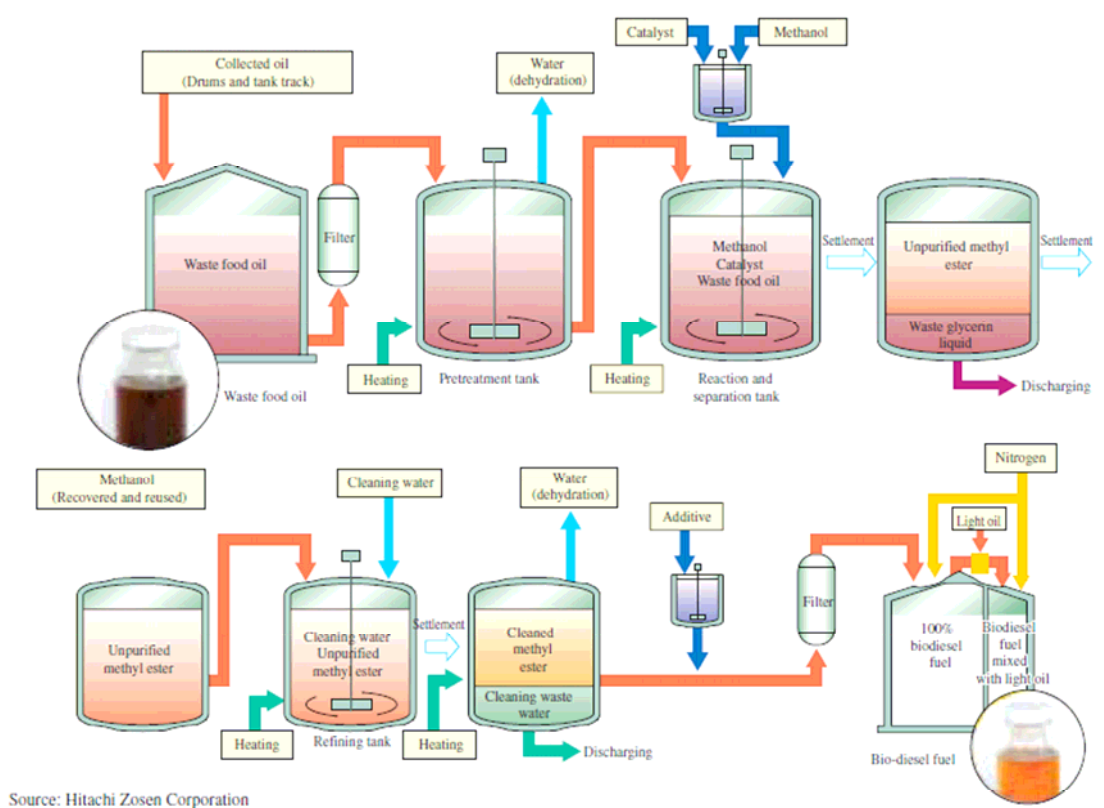 Catalyst
Methanol
Collected oil
(Drums and tank track)
Water
(dehydration)
Filter
Waste food oil
Methanol
Catalyst
Waste food oil
Settlement
Unpurified methyl
ester
Settlement
Waste glycerin
liquid
Heating
Pretreatment tank
Heating
Reaction and
separation tank
Discharging
Waste food oil
Methanol
(Recovered and reused)
Cleaning water
Water
(dehydration)
Additive
Nitrogen
Light oil
Filter
Unpurified
methyl ester
Cleaning water
Unpurified
methyl ester
Settlement
Cleaned
methyl
ester
Cleaning waste
water
100%
biodiesel
fuel
Biodiesel
fuel
mixed
with light oil
Heating
Refining tank
Heating
Discharging
Bio-diesel fuel
Source: Hitachi Zosen Corporation